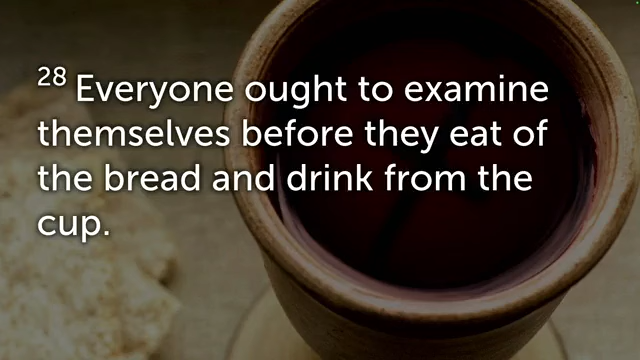 28 Everyone ought to examine
themselves before they eat of
the bread and drink from the
cup.